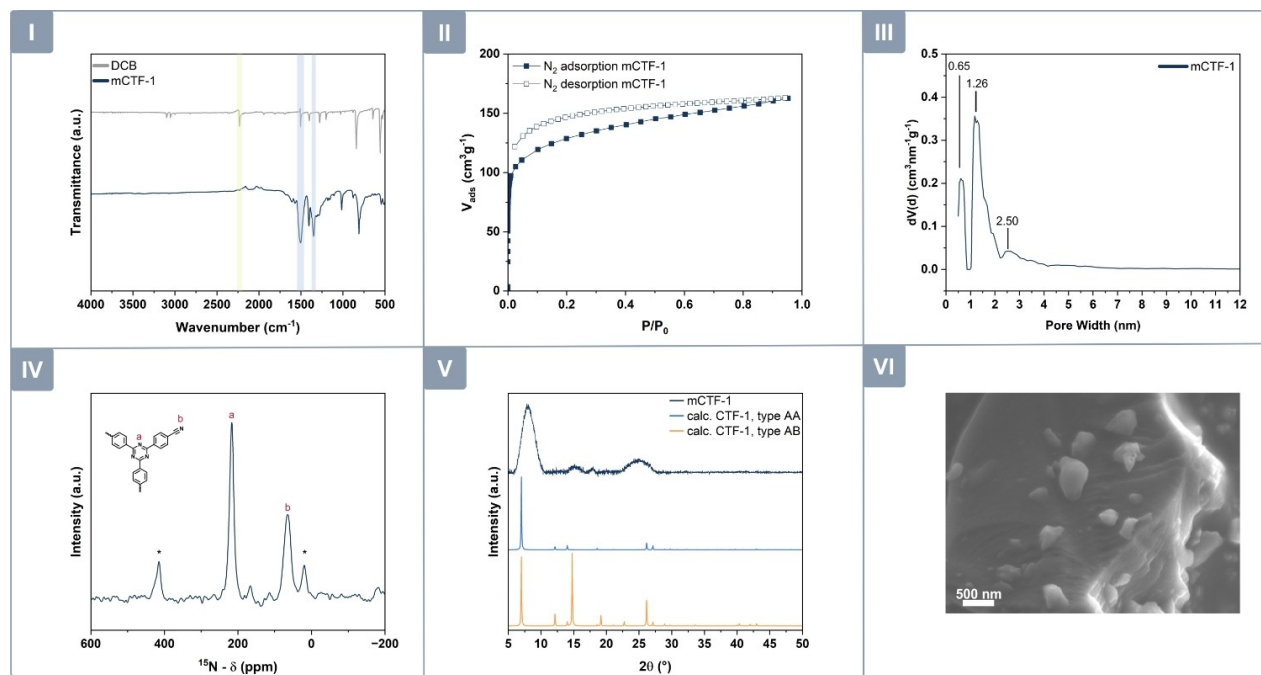 I
DCB
mCTF-1
Transmittance (a.u.)
4000 3500 3000 2500 2000 1500 1000 500
Wavenumber (cm⁻¹)
II
N₂ adsorption mCTF-1
N₂ desorption mCTF-1
200
150
100
50
0
V_ads (cm³g⁻¹)
0.0 0.2 0.4 0.6 0.8 1.0
P/P₀
III
mCTF-1
0.65
1.26
2.50
0.5
0.4
0.3
0.2
0.1
0.0
dV(d) (cm³nm⁻¹g⁻¹)
0 1 2 3 4 5 6 7 8 9 10 11 12
Pore Width (nm)
IV
a
b
N
N
N
N
a
b
*
*
Intensity (a.u.)
600 400 200 0 -200
¹⁵N - δ (ppm)
V
mCTF-1
calc. CTF-1, type AA
calc. CTF-1, type AB
Intensity (a.u.)
5 10 15 20 25 30 35 40 45 50
2θ (°)
VI
500 nm